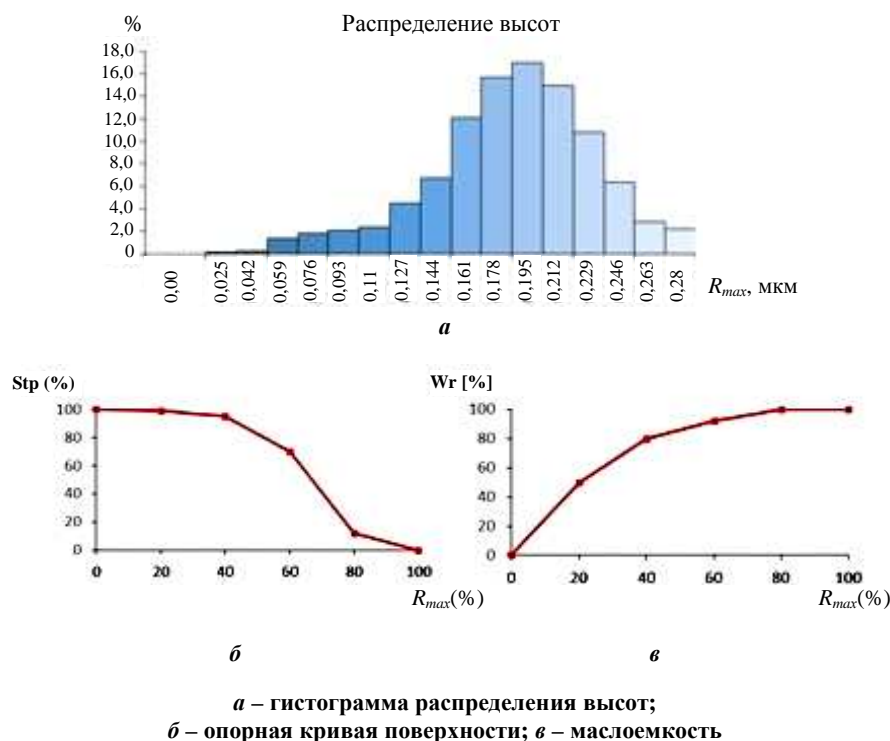 % Распределение высот
18,0
16,0
14,0
12,0
10,0
8,0
6,0
4,0
2,0
0
0,00 0,025 0,042 0,059 0,076 0,093 0,11 0,127 0,144 0,161 0,178 0,195 0,212 0,229 0,246 0,263 0,28
Rmax, мкм
а
Stp (%)
100
80
60
40
20
0
0 20 40 60 80 100
Rmax(%)
б
Wr [%]
100
80
60
40
20
0
0 20 40 60 80 100
Rmax(%)
в
а – гистограмма распределения высот;
б – опорная кривая поверхности; в – маслоемкость